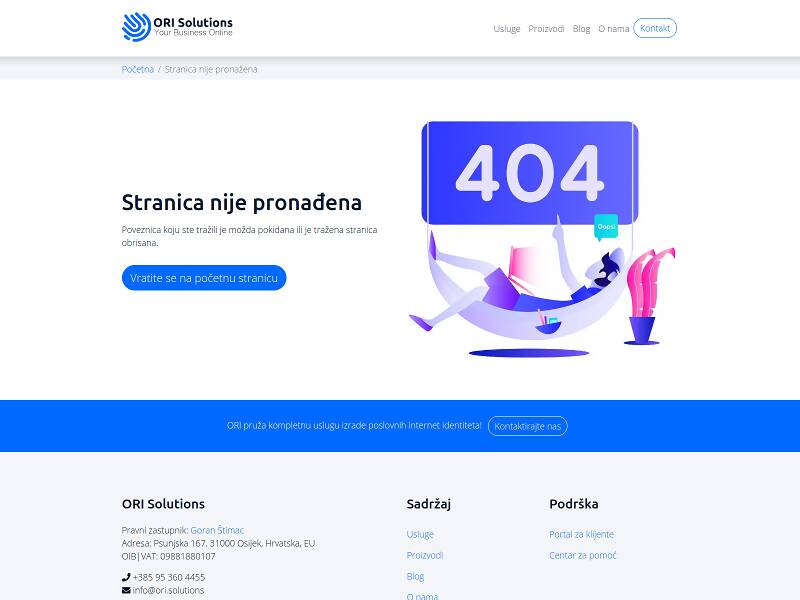 ORI Solutions
Your Business Online
Usluge Proizvodi Blog O nama Kontakt
Početna / Stranica nije pronađena
404
Oops!
Stranica nije pronađena
Poveznica koju ste tražili je možda pokidana ili je tražena stranica
obrisana.
Vratite se na početnu stranicu
ORI pruža kompletnu uslugu izrade poslovnih internet identiteta! Kontaktirajte nas
ORI Solutions
Pravni zastupnik: Goran Štimac
Adresa: Psunjska 167, 31000 Osijek, Hrvatska, EU
OIB|VAT: 09881880107
+385 95 360 4455
info@ori.solutions
Sadržaj
Usluge
Proizvodi
Blog
O nama
Podrška
Portal za klijente
Centar za pomoć